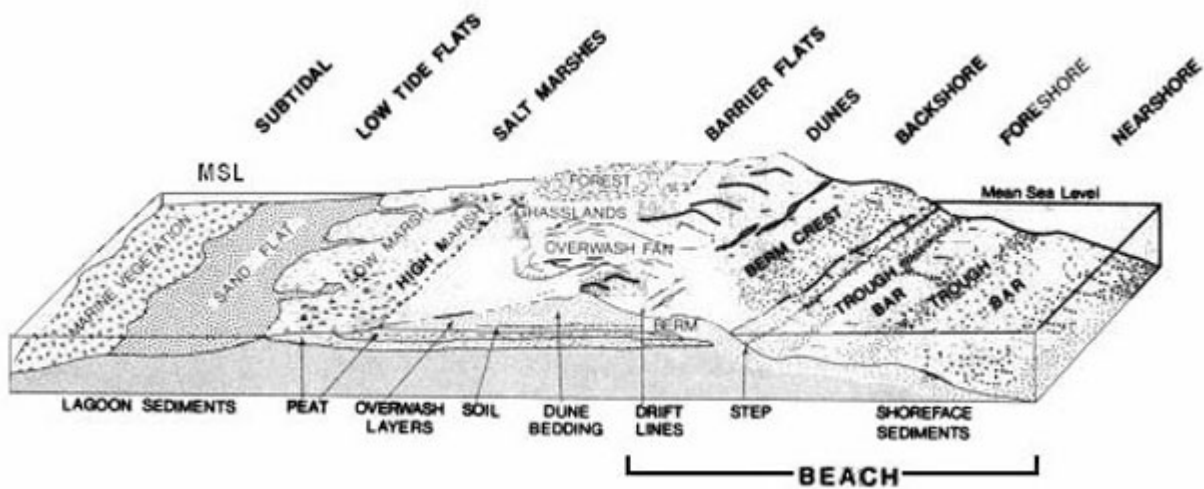 SUBTIDAL
LOW TIDE FLATS
SALT MARSHES
BARRIER FLATS
DUNES
BACKSHORE
FORESHORE
NEARSHORE
MSL
Mean Sea Level
FOREST
GRASSLANDS
OVERWASH FAN
MARINE VEGETATION
SAND FLAT
LOW MARSH
LOW MARSH
HIGH MARSH
BERM CREST
TROUGH
BAR
TROUGH
BAR
BERM
LAGOON SEDIMENTS
PEAT
OVERWASH
LAYERS
SOIL
DUNE
BEDDING
DRIFT
LINES
STEP
SHOREFACE
SEDIMENTS
BEACH